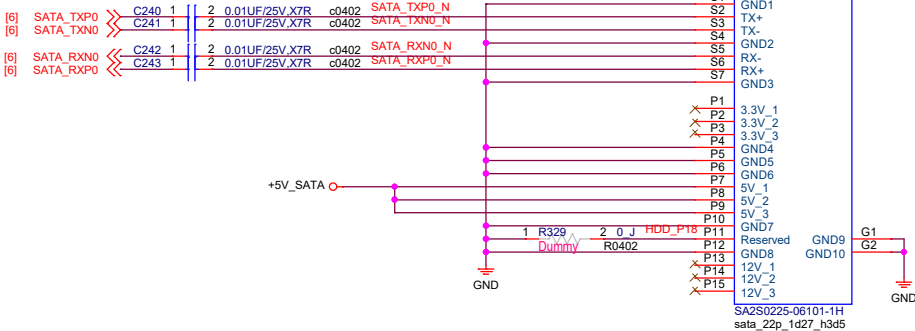 GND1
[6] SATA_TXP0 C240 1 2 0.01UF/25V,X7R c0402 SATA_TXP0_N S2 TX+
[6] SATA_TXN0 C241 1 2 0.01UF/25V,X7R c0402 SATA_TXN0_N S3 TX-
S4 GND2
[6] SATA_RXN0 C242 1 2 0.01UF/25V,X7R c0402 SATA_RXN0_N S5 RX-
[6] SATA_RXP0 C243 1 2 0.01UF/25V,X7R c0402 SATA_RXP0_N S6 RX+
S7 GND3
P1 3.3V_1
P2 3.3V_2
P3 3.3V_3
P4 GND4
P5 GND5
P6 GND6
+5V_SATA P7 5V_1
P8 5V_2
P9 5V_3
P10 GND7
1 R329 2 0_J HDD_P18 P11 Reserved GND9 G1
Dummy R0402 P12 GND8 GND10 G2
P13 12V_1
P14 12V_2
P15 12V_3
GND
GND
SA2S0225-06101-1H
sata_22p_1d27_h3d5